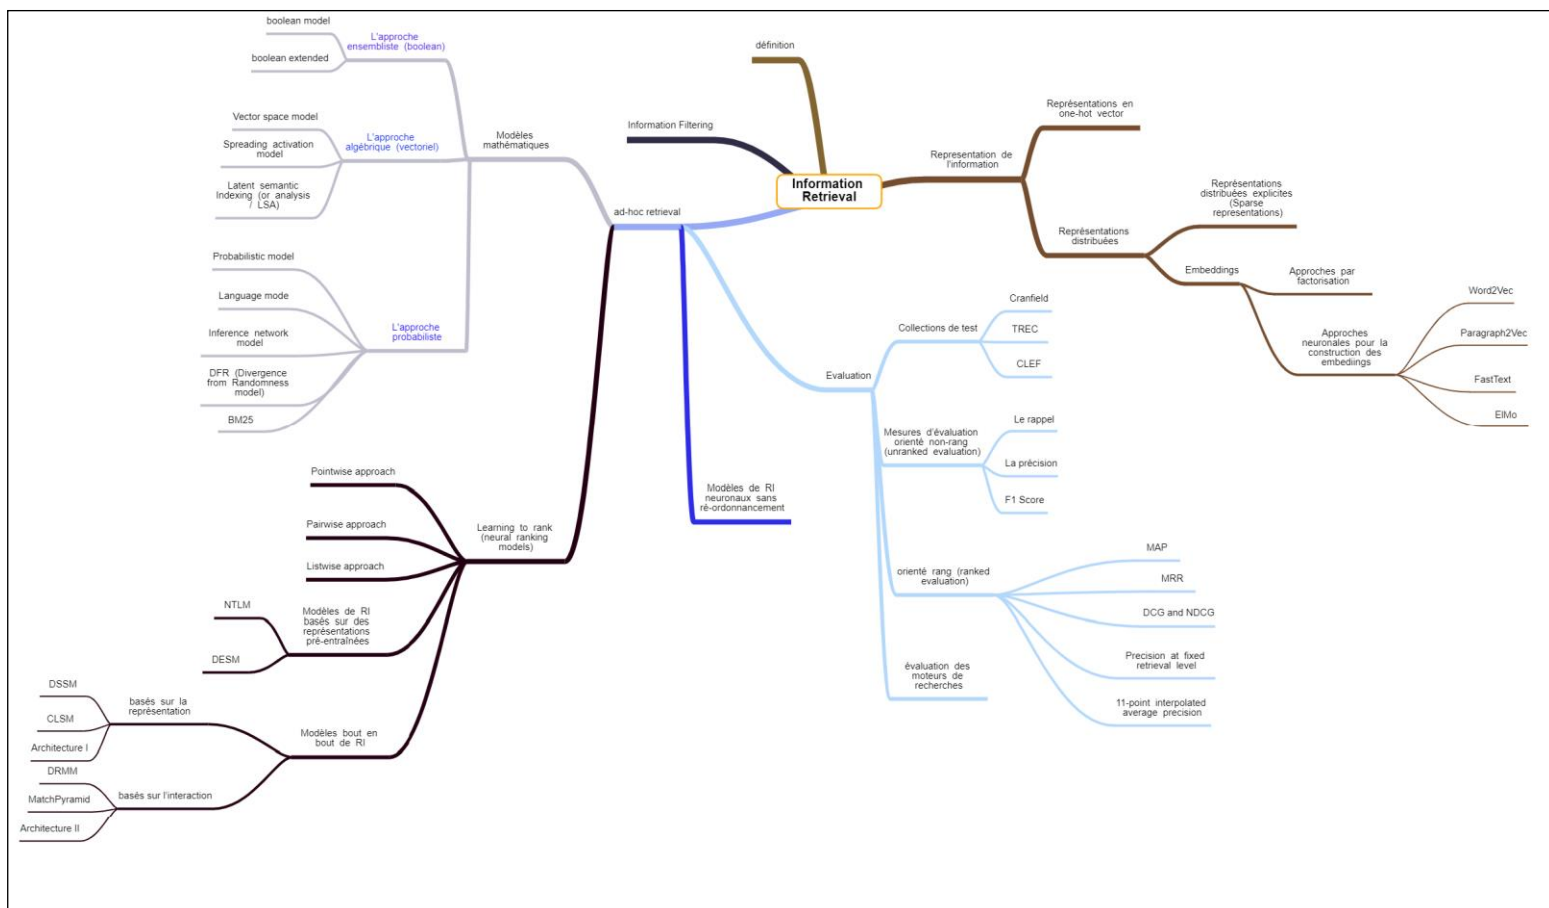 Information
Retrieval
définition
Information Filtering
ad-hoc retrieval
Modèles
mathématiques
L'approche
ensembliste (boolean)
boolean model
boolean extended
L'approche
algébrique (vectoriel)
Vector space model
Spreading activation
model
Latent semantic
Indexing (or analysis
/ LSA)
L'approche
probabiliste
Probabilistic model
Language mode
Inference network
model
DFR (Divergence
from Randomness
model)
BM25
Learning to rank
(neural ranking
models)
Pointwise approach
Pairwise approach
Listwise approach
Modèles de RI
basés sur des
représentations
pré-entraînées
NTLM
DESM
Modèles bout en
bout de RI
basés sur la
représentation
DSSM
CLSM
Architecture I
basés sur l'interaction
DRMM
MatchPyramid
Architecture II
Modèles de RI
neuronaux sans
ré-ordonnancement
Evaluation
Collections de test
Cranfield
TREC
CLEF
Mesures d'évaluation
orienté non-rang
(unranked evaluation)
Le rappel
La précision
F1 Score
orienté rang (ranked
evaluation)
MAP
MRR
DCG and NDCG
Precision at fixed
retrieval level
11-point interpolated
average precision
évaluation des
moteurs de
recherches
Representation de
l'information
Représentations en
one-hot vector
Représentations
distribuées
Représentations
distribuées explicites
(Sparse
representations)
Embeddings
Approches par
factorisation
Approches
neuronales pour la
construction des
embediings
Word2Vec
Paragraph2Vec
FastText
ElMo